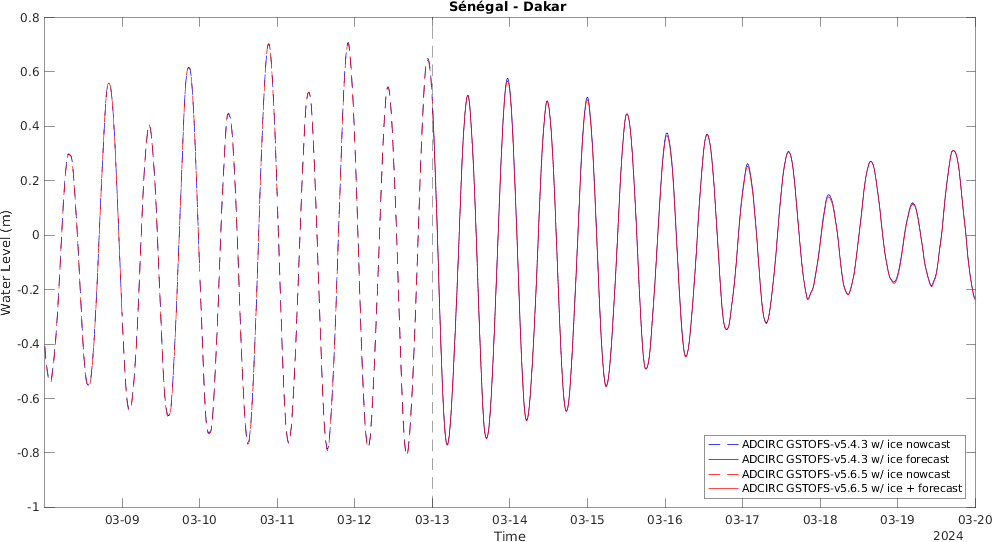 Sénégal - Dakar
0.8
0.6
0.4
0.2
0
-0.2
-0.4
-0.6
-0.8
-1
Water Level (m)
ADCIRC GSTOFS-v5.4.3 w/ ice nowcast
ADCIRC GSTOFS-v5.4.3 w/ ice forecast
ADCIRC GSTOFS-v5.6.5 w/ ice nowcast
ADCIRC GSTOFS-v5.6.5 w/ ice + forecast
03-09 03-10 03-11 03-12 03-13 03-14 03-15 03-16 03-17 03-18 03-19 03-20
Time
2024